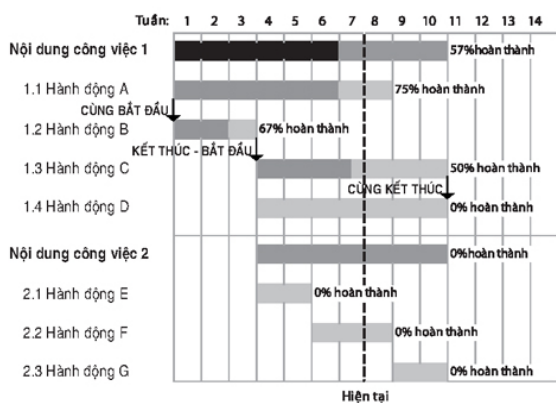 Tuần: 1 2 3 4 5 6 7 8 9 10 11 12 13 14
Nội dung công việc 1 57%hoàn thành
1.1 Hành động A 75% hoàn thành
CÙNG BẮT ĐẦU
1.2 Hành động B 67% hoàn thành
KẾT THÚC - BẮT ĐẦU
1.3 Hành động C 50% hoàn thành
CÙNG KẾT THÚC
1.4 Hành động D 0% hoàn thành
Nội dung công việc 2 0%hoàn thành
2.1 Hành động E 0% hoàn thành
2.2 Hành động F 0% hoàn thành
2.3 Hành động G 0% hoàn thành
Hiện tại